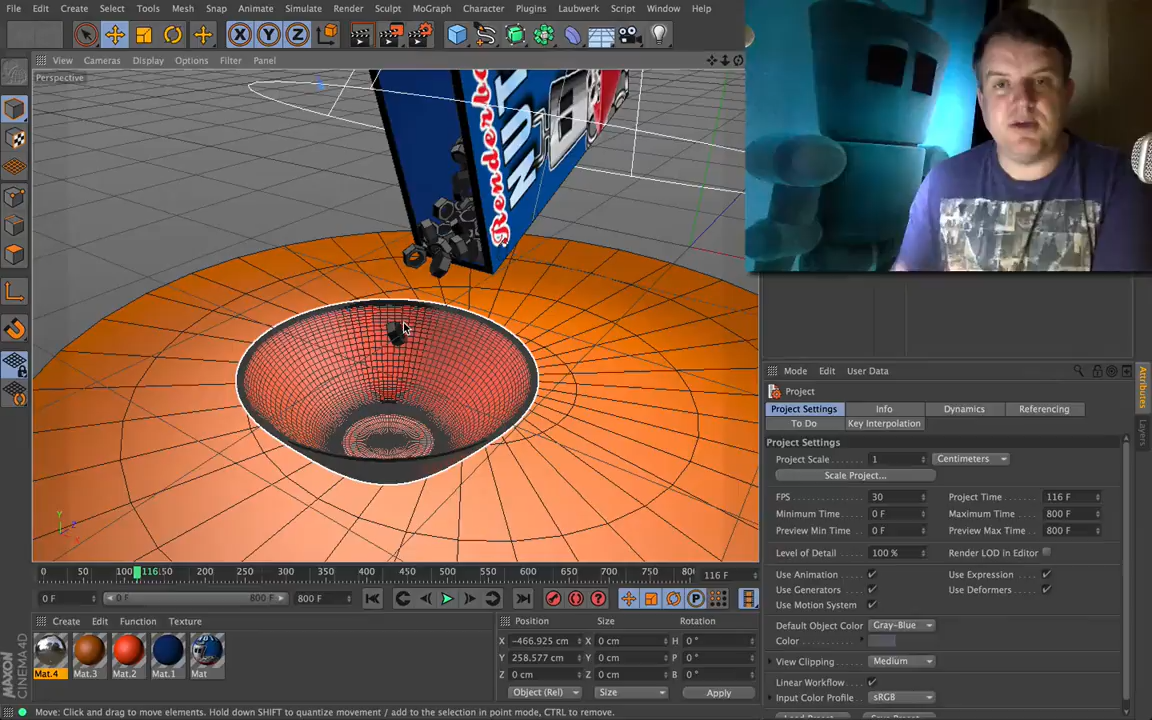 File Edit Create Select Tools Mesh Snap Animate Simulate Render Sculpt MoGraph Character Plugins Laubwerk Script Window Help
X Y Z
View Cameras Display Options Filter Panel
Perspective
Renderbe
NUT
Y
Z
X
Mode Edit User Data
Project
Project Settings Info Dynamics Referencing
To Do Key Interpolation
Project Settings
Project Scale 1 Centimeters
Scale Project...
FPS 30 Project Time 116 F
Minimum Time 0 F Maximum Time 800 F
Preview Min Time 0 F Preview Max Time 800 F
Level of Detail 100 % Render LOD in Editor
Use Animation Use Expression
Use Generators Use Deformers
Use Motion System
Default Object Color Gray-Blue
Color
View Clipping Medium
Linear Workflow
Input Color Profile sRGB
Attributes
Layers
0 50 100 116 50 200 250 300 350 400 450 500 550 600 650 700 750 80 116 F
0 F 0 F 800 F 800 F
P
Create Edit Function Texture
Mat.4 Mat.3 Mat.2 Mat.1 Mat
Position Size Rotation
X -466.925 cm X 0 cm H 0 °
Y 258.577 cm Y 0 cm P 0 °
Z 0 cm Z 0 cm B 0 °
Object (Rel) Size Apply
MAXON
CINEMA4D
Move: Click and drag to move elements. Hold down SHIFT to quantize movement / add to the selection in point mode, CTRL to remove.